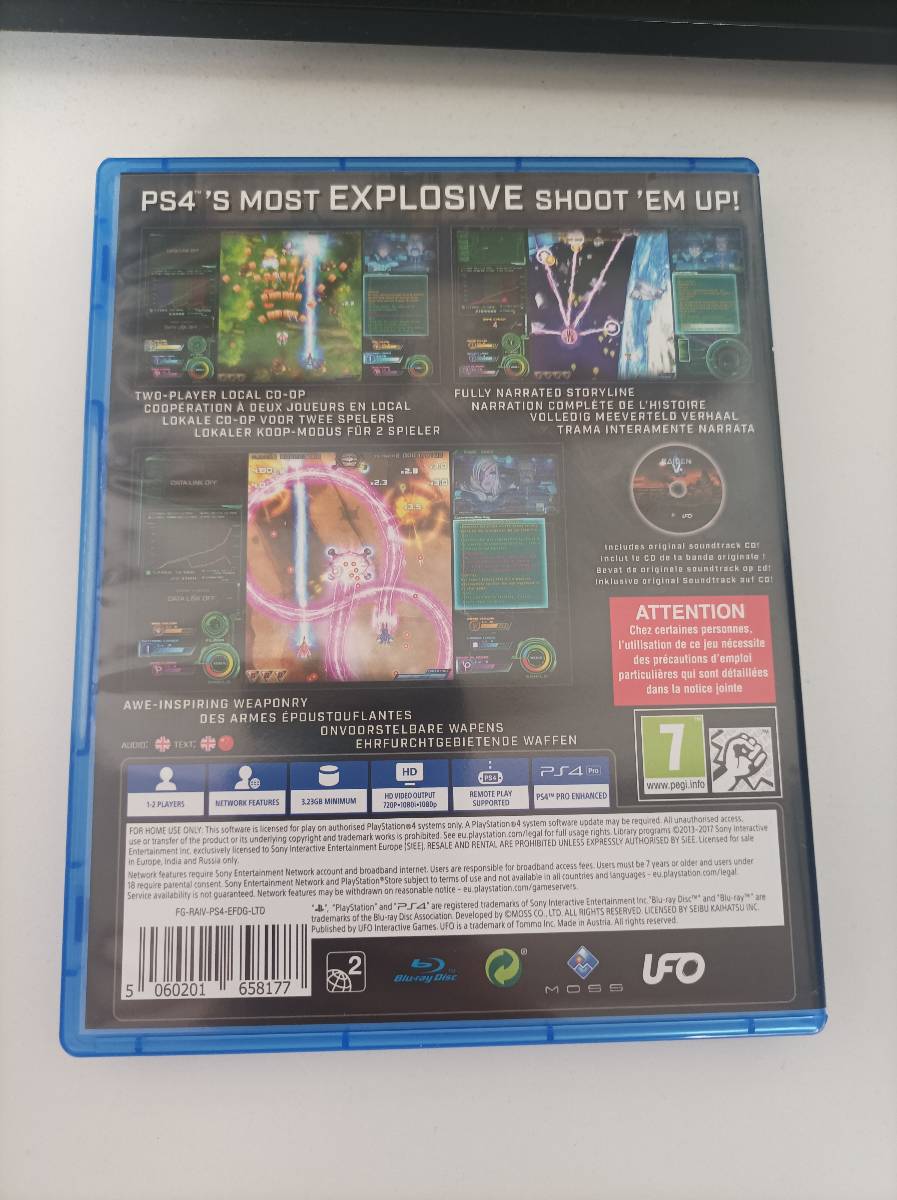 PS4™'S MOST EXPLOSIVE SHOOT 'EM UP!
DATA LINK OFF
TWO-PLAYER LOCAL CO-OP
COOPÉRATION À DEUX JOUEURS EN LOCAL
LOKALE CO-OP VOOR TWEE SPELERS
LOKALER KOOP-MODUS FÜR 2 SPIELER
FULLY NARRATED STORYLINE
NARRATION COMPLÈTE DE L'HISTOIRE
VOLLEDIG MEEVERTELD VERHAAL
TRAMA INTERAMENTE NARRATA
DATA LINK OFF
x2.8
x2.3
DATA LINK OFF
RAIDEN
V
UFO
Includes original soundtrack CD!
Inclut le CD de la bande originale !
Bevat de originele soundtrack op cd!
Inklusive original Soundtrack auf CD!
ATTENTION
Chez certaines personnes,
l'utilisation de ce jeu nécessite
des précautions d'emploi
particulières qui sont détaillées
dans la notice jointe
AWE-INSPIRING WEAPONRY
DES ARMES ÉPOUSTOUFLANTES
ONVOORSTELBARE WAPENS
EHRFURCHTGEBIETENDE WAFFEN
AUDIO: TEXT:
7
www.pegi.info
1-2 PLAYERS
NETWORK FEATURES
3.23GB MINIMUM
HD
HD VIDEO OUTPUT
720P•1080i•1080p
PS4
REMOTE PLAY
SUPPORTED
PS4 Pro
PS4™ PRO ENHANCED
FOR HOME USE ONLY: This software is licensed for play on authorised PlayStation®4 systems only. A PlayStation®4 system software update may be required. All unauthorised access,
use or transfer of the product or its underlying copyright and trademark works is prohibited. See eu.playstation.com/legal for full usage rights. Library programs ©2013-2017 Sony Interactive
Entertainment Inc. exclusively licensed to Sony Interactive Entertainment Europe (SIEE). RESALE AND RENTAL ARE PROHIBITED UNLESS EXPRESSLY AUTHORISED BY SIEE. Licensed for sale
in Europe, India and Russia only.
Network features require Sony Entertainment Network account and broadband internet. Users are responsible for broadband access fees. Users must be 7 years or older and users under
18 require parental consent. Sony Entertainment Network and PlayStation®Store subject to terms of use and not available in all countries and languages – eu.playstation.com/legal.
Service availability is not guaranteed. Network features may be withdrawn on reasonable notice – eu.playstation.com/gameservers.
FG-RAIV-PS4-EFDG-LTD
" ", "PlayStation" and "PS4" are registered trademarks of Sony Interactive Entertainment Inc. "Blu-ray Disc™" and "Blu-ray™" are
trademarks of the Blu-ray Disc Association. Developed by ©MOSS CO., LTD. ALL RIGHTS RESERVED. LICENSED BY SEIBU KAIHATSU INC.
Published by UFO Interactive Games. UFO is a trademark of Tommo Inc. Made in Austria. All rights reserved.
5 060201 658177
2
Blu-ray Disc™
MOSS
UFO